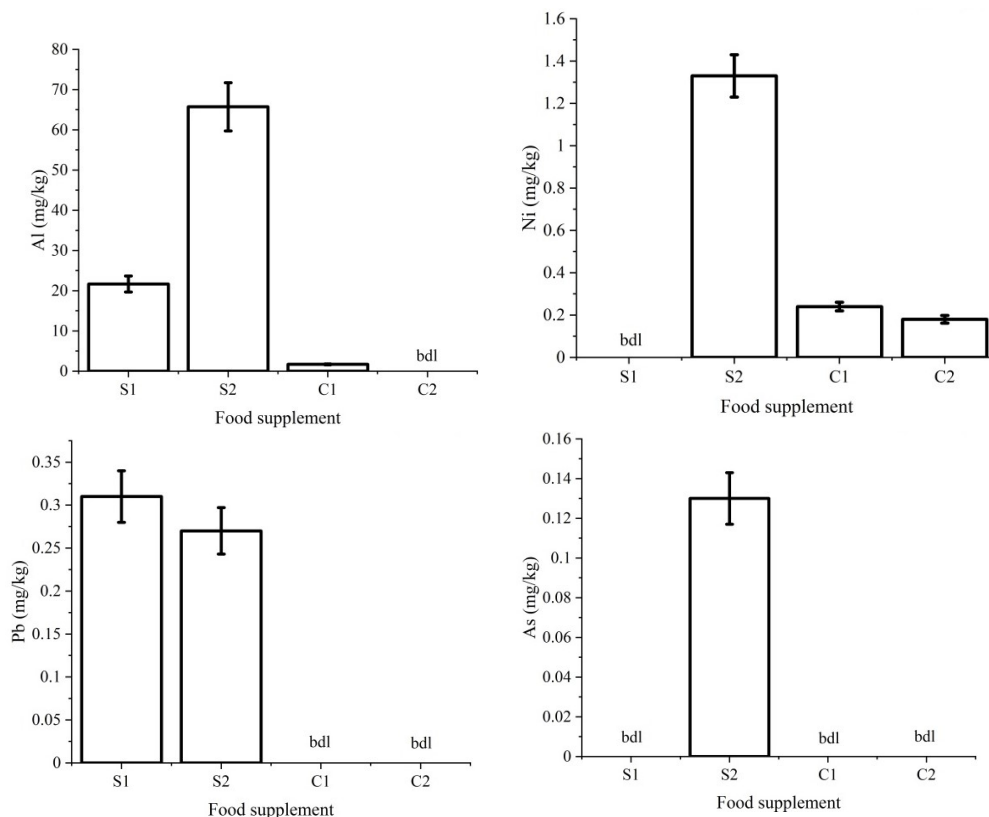 80
70
60
50
40
30
20
10
0
Al (mg/kg)
bdl
S1 S2 C1 C2
Food supplement
1.6
1.4
1.2
1
0.8
0.6
0.4
0.2
0
Ni (mg/kg)
bdl
S1 S2 C1 C2
Food supplement
0.35
0.3
0.25
0.2
0.15
0.1
0.05
0
Pb (mg/kg)
bdl bdl
S1 S2 C1 C2
Food supplement
0.16
0.14
0.12
0.10
0.08
0.06
0.04
0.02
0
As (mg/kg)
bdl bdl bdl
S1 S2 C1 C2
Food supplement